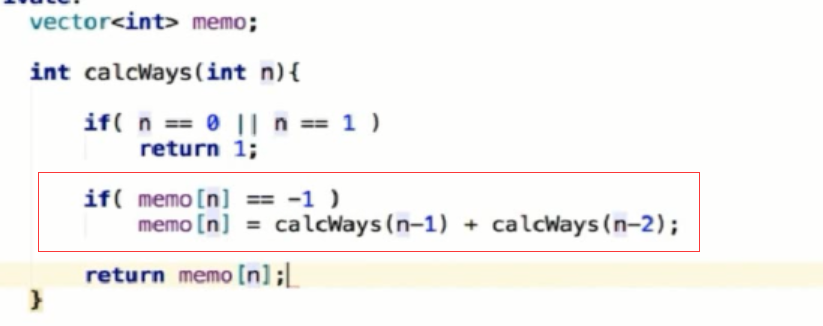 vector<int> memo;
int calcWays(int n){
if( n == 0 || n == 1 )
return 1;
if( memo[n] == -1 )
memo[n] = calcWays(n-1) + calcWays(n-2);
return memo[n];
}